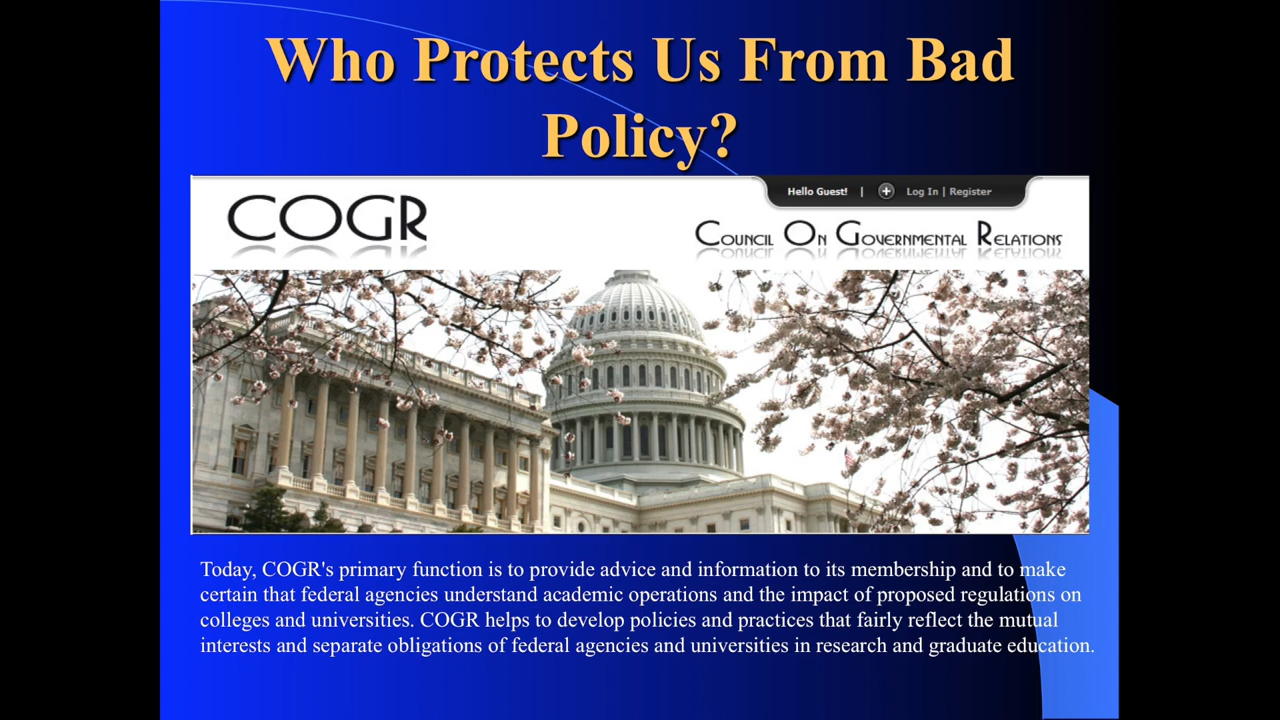 Who Protects Us From Bad
Policy?
Hello Guest! | Log In | Register
COGR
Council On Governmental Relations
Today, COGR's primary function is to provide advice and information to its membership and to make
certain that federal agencies understand academic operations and the impact of proposed regulations on
colleges and universities. COGR helps to develop policies and practices that fairly reflect the mutual
interests and separate obligations of federal agencies and universities in research and graduate education.